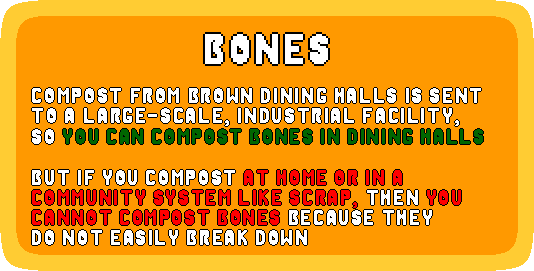 BONES
COMPOST FROM BROWN DINING HALLS IS SENT
TO A LARGE-SCALE, INDUSTRIAL FACILITY,
SO YOU CAN COMPOST BONES IN DINING HALLS
BUT IF YOU COMPOST AT HOME OR IN A
COMMUNITY SYSTEM LIKE SCRAP, THEN YOU
CANNOT COMPOST BONES BECAUSE THEY
DO NOT EASILY BREAK DOWN